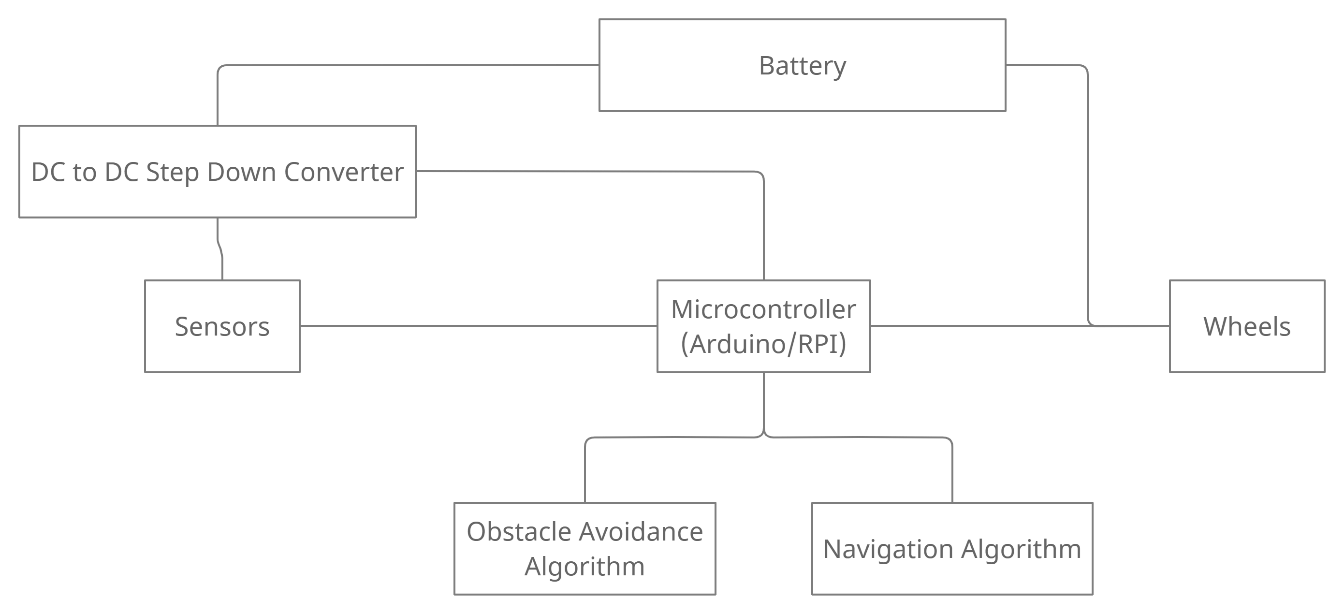 Battery
DC to DC Step Down Converter
Sensors
Microcontroller
(Arduino/RPI)
Wheels
Obstacle Avoidance
Algorithm
Navigation Algorithm